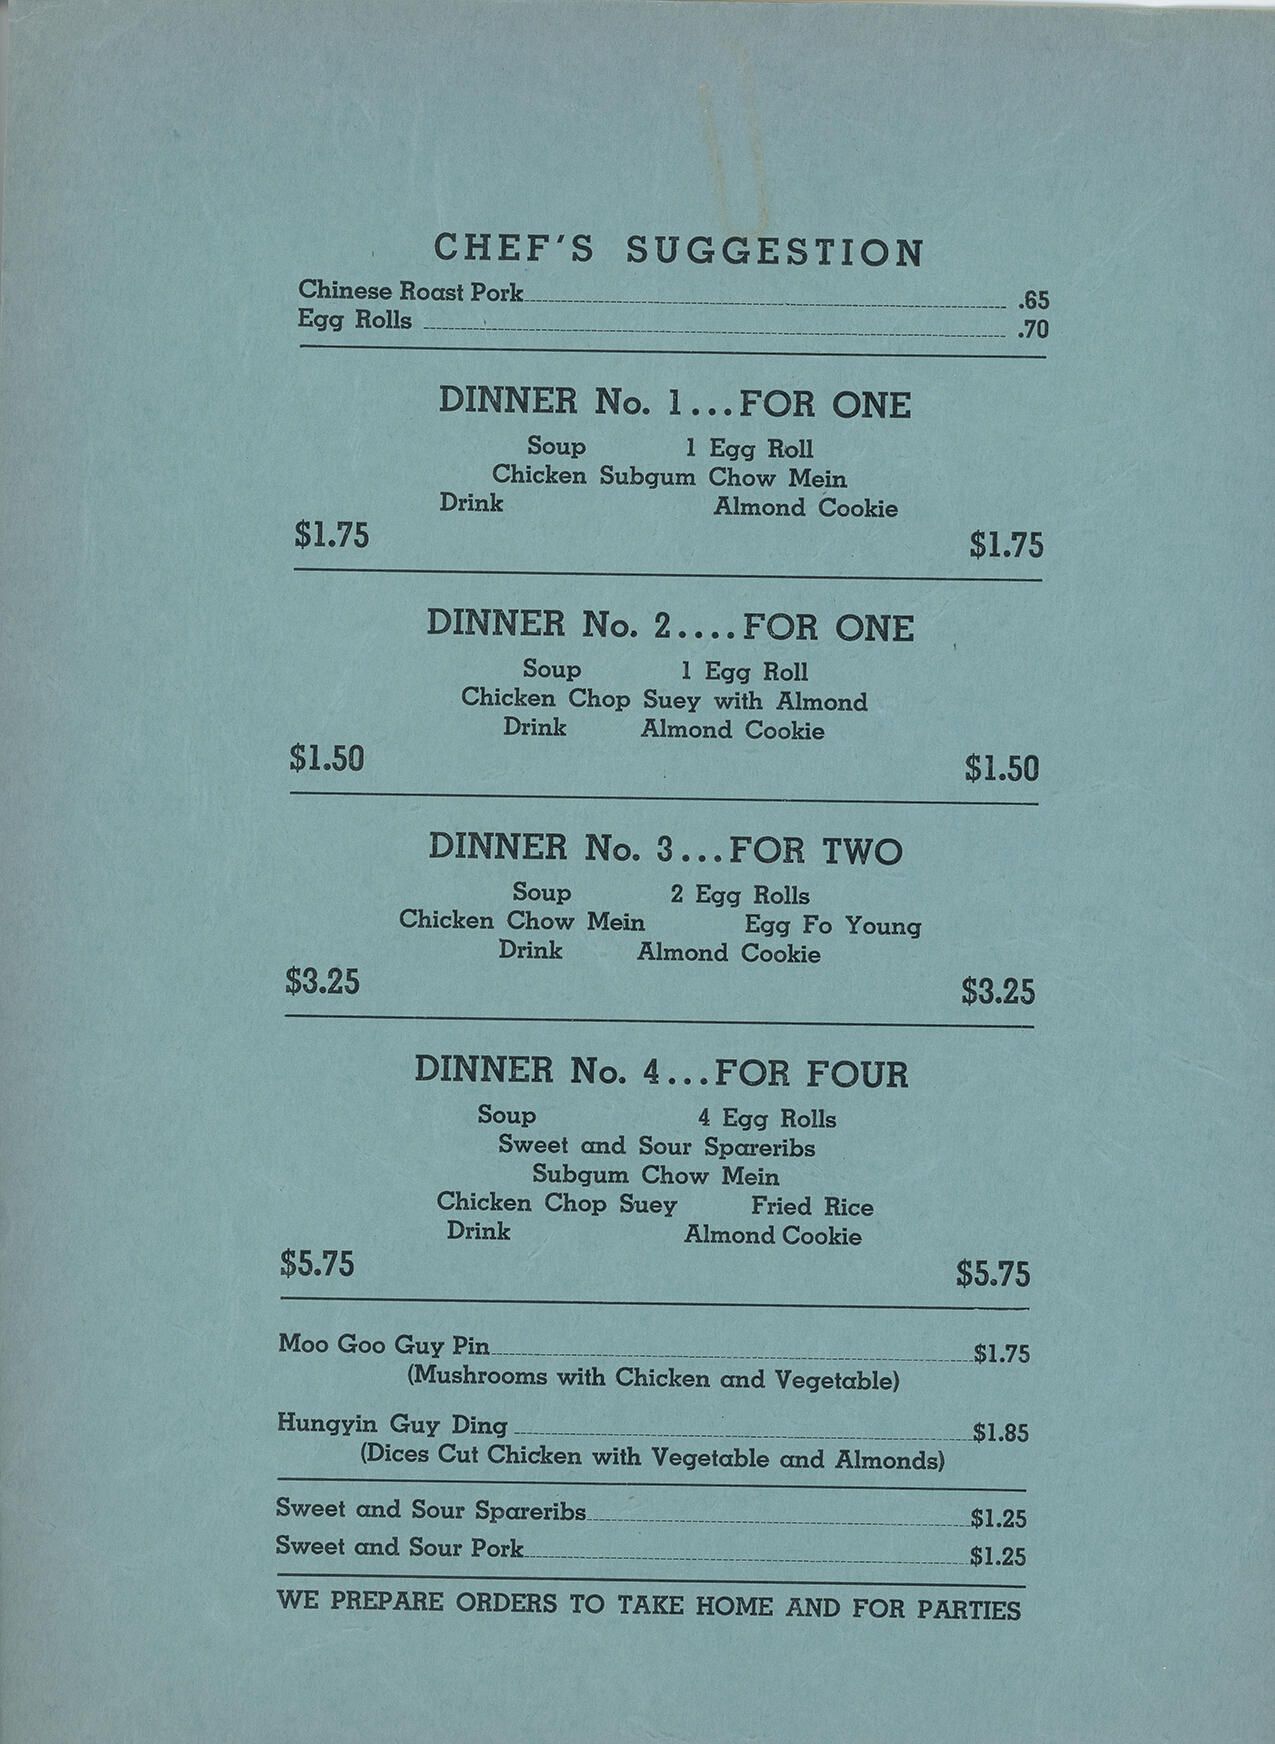 CHEF'S SUGGESTION
Chinese Roast Pork .65
Egg Rolls .70
DINNER No. 1...FOR ONE
Soup 1 Egg Roll
Chicken Subgum Chow Mein
Drink Almond Cookie
$1.75 $1.75
DINNER No. 2....FOR ONE
Soup 1 Egg Roll
Chicken Chop Suey with Almond
Drink Almond Cookie
$1.50 $1.50
DINNER No. 3...FOR TWO
Soup 2 Egg Rolls
Chicken Chow Mein Egg Fo Young
Drink Almond Cookie
$3.25 $3.25
DINNER No. 4...FOR FOUR
Soup 4 Egg Rolls
Sweet and Sour Spareribs
Subgum Chow Mein
Chicken Chop Suey Fried Rice
Drink Almond Cookie
$5.75 $5.75
Moo Goo Guy Pin $1.75
(Mushrooms with Chicken and Vegetable)
Hungyin Guy Ding $1.85
(Dices Cut Chicken with Vegetable and Almonds)
Sweet and Sour Spareribs $1.25
Sweet and Sour Pork $1.25
WE PREPARE ORDERS TO TAKE HOME AND FOR PARTIES